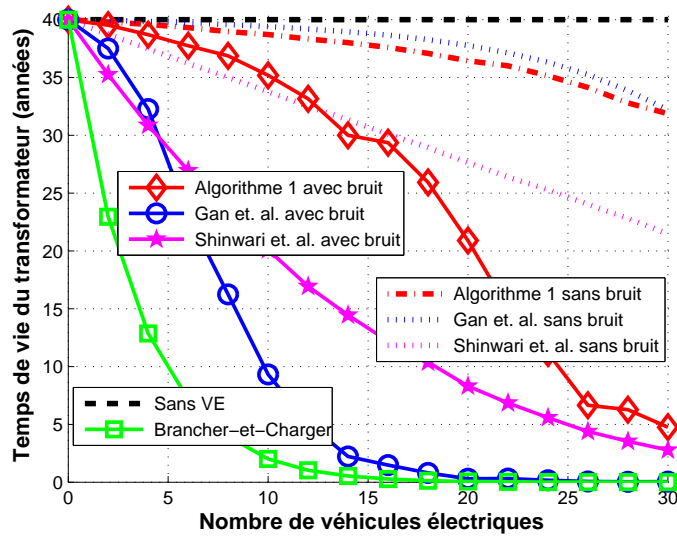 40
35
30
25
20
15
10
5
0
Temps de vie du transformateur (années)
Algorithme 1 avec bruit
Gan et. al. avec bruit
Shinwari et. al. avec bruit
Algorithme 1 sans bruit
Gan et. al. sans bruit
Shinwari et. al. sans bruit
Sans VE
Brancher−et−Charger
0 5 10 15 20 25 30
Nombre de véhicules électriques